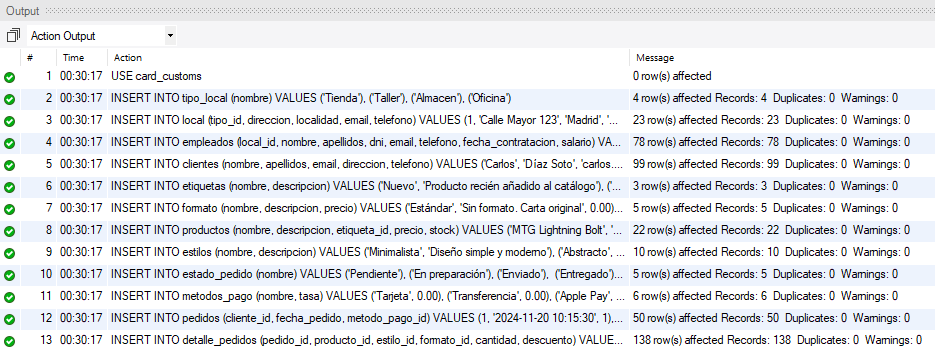 Output
Action Output
# Time Action Message
1 00:30:17 USE card_customs 0 row(s) affected
2 00:30:17 INSERT INTO tipo_local (nombre) VALUES ('Tienda'), ('Taller'), ('Almacen'), ('Oficina') 4 row(s) affected Records: 4 Duplicates: 0 Warnings: 0
3 00:30:17 INSERT INTO local (tipo_id, direccion, localidad, email, telefono) VALUES (1, 'Calle Mayor 123', 'Madrid', '... 23 row(s) affected Records: 23 Duplicates: 0 Warnings: 0
4 00:30:17 INSERT INTO empleados (local_id, nombre, apellidos, dni, email, telefono, fecha_contratacion, salario) VA... 78 row(s) affected Records: 78 Duplicates: 0 Warnings: 0
5 00:30:17 INSERT INTO clientes (nombre, apellidos, email, direccion, telefono) VALUES ('Carlos', 'Díaz Soto', 'carlos.... 99 row(s) affected Records: 99 Duplicates: 0 Warnings: 0
6 00:30:17 INSERT INTO etiquetas (nombre, descripcion) VALUES ('Nuevo', 'Producto recién añadido al catálogo'), ('... 3 row(s) affected Records: 3 Duplicates: 0 Warnings: 0
7 00:30:17 INSERT INTO formato (nombre, descripcion, precio) VALUES ('Estándar', 'Sin formato. Carta original', 0.00)... 5 row(s) affected Records: 5 Duplicates: 0 Warnings: 0
8 00:30:17 INSERT INTO productos (nombre, descripcion, etiqueta_id, precio, stock) VALUES ('MTG Lightning Bolt', '... 22 row(s) affected Records: 22 Duplicates: 0 Warnings: 0
9 00:30:17 INSERT INTO estilos (nombre, descripcion) VALUES ('Minimalista', 'Diseño simple y moderno'), ('Abstracto', ... 10 row(s) affected Records: 10 Duplicates: 0 Warnings: 0
10 00:30:17 INSERT INTO estado_pedido (nombre) VALUES ('Pendiente'), ('En preparación'), ('Enviado'), ('Entregado')... 5 row(s) affected Records: 5 Duplicates: 0 Warnings: 0
11 00:30:17 INSERT INTO metodos_pago (nombre, tasa) VALUES ('Tarjeta', 0.00), ('Transferencia', 0.00), ('Apple Pay', ... 6 row(s) affected Records: 6 Duplicates: 0 Warnings: 0
12 00:30:17 INSERT INTO pedidos (cliente_id, fecha_pedido, metodo_pago_id) VALUES (1, '2024-11-20 10:15:30', 1),... 50 row(s) affected Records: 50 Duplicates: 0 Warnings: 0
13 00:30:17 INSERT INTO detalle_pedidos (pedido_id, producto_id, estilo_id, formato_id, cantidad, descuento) VALUE... 138 row(s) affected Records: 138 Duplicates: 0 Warnings: 0